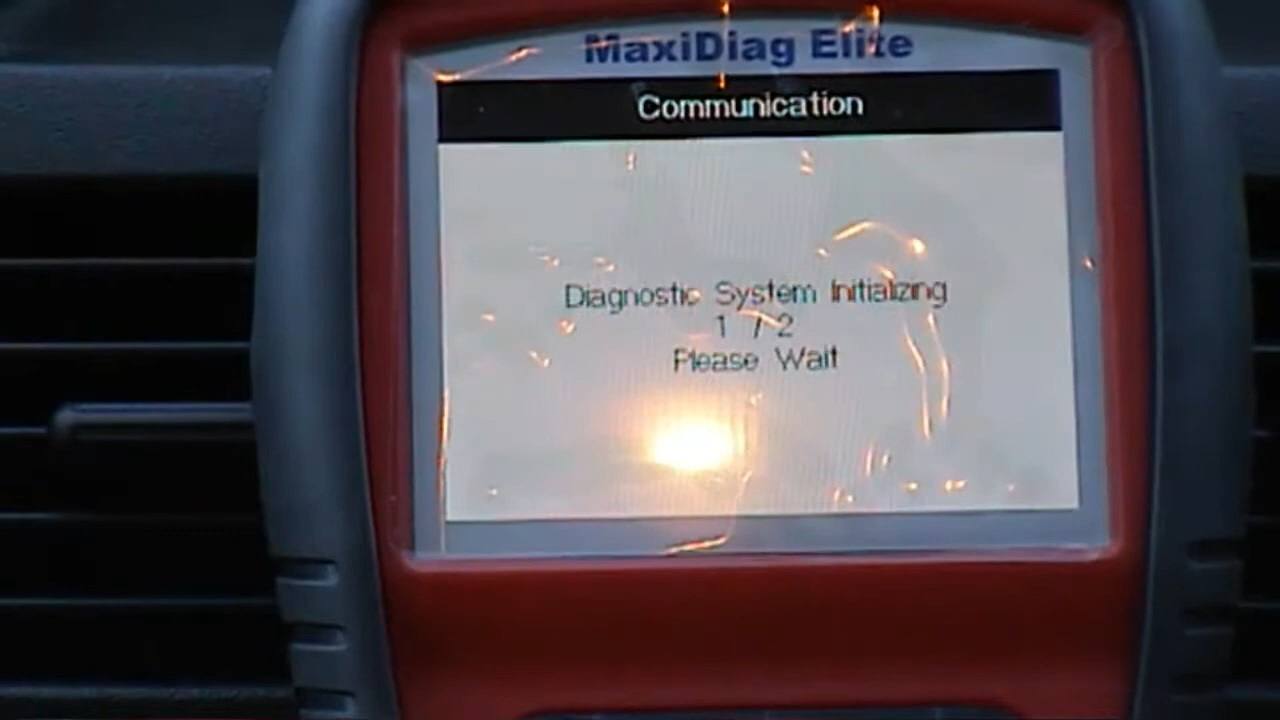 MaxiDiag Elite
Communication
Diagnostic System Initializing
1 / 2
Please Wait